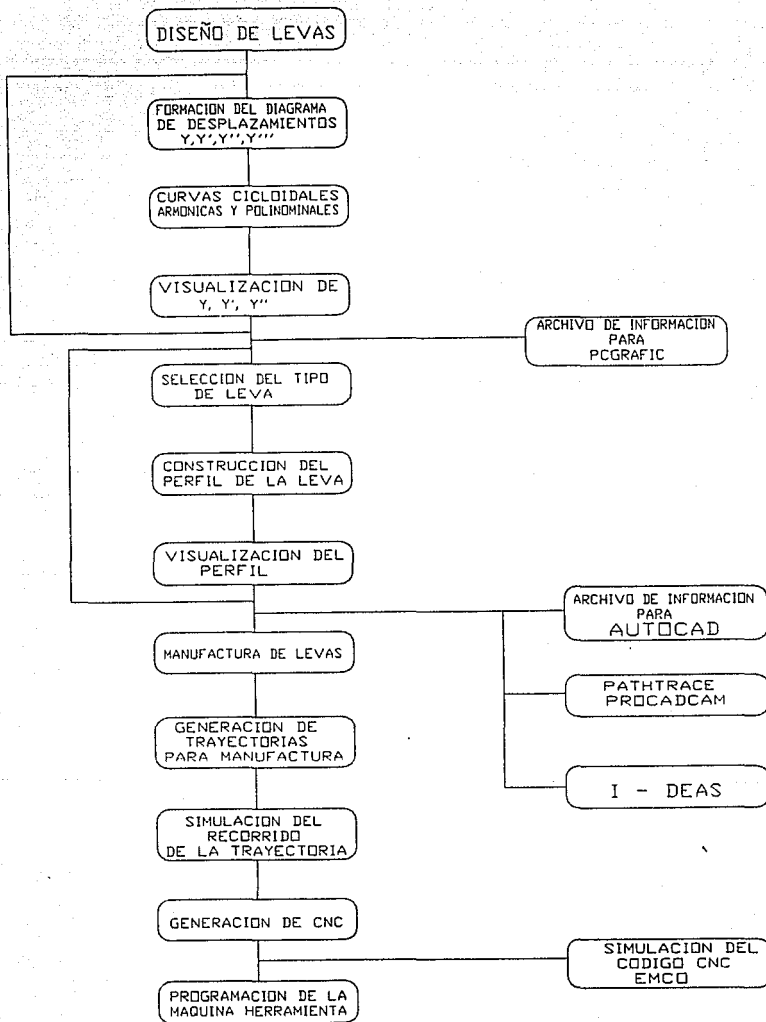 DISEÑO DE LEVAS
FORMACION DEL DIAGRAMA
DE DESPLAZAMIENTOS
Y,Y',Y'',Y'''
CURVAS CICLOIDALES
ARMONICAS Y POLINOMINALES
VISUALIZACION DE
Y, Y', Y''
ARCHIVO DE INFORMACION
PARA
PCGRAFIC
SELECCION DEL TIPO
DE LEVA
CONSTRUCCION DEL
PERFIL DE LA LEVA
VISUALIZACION DEL
PERFIL
ARCHIVO DE INFORMACION
PARA
AUTOCAD
MANUFACTURA DE LEVAS
PATHTRACE
PROCADCAM
GENERACION DE
TRAYECTORIAS
PARA MANUFACTURA
I - DEAS
SIMULACION DEL
RECORRIDO
DE LA TRAYECTORIA
GENERACION DE CNC
SIMULACION DEL
CODIGO CNC
EMCO
PROGRAMACION DE LA
MAQUINA HERRAMIENTA